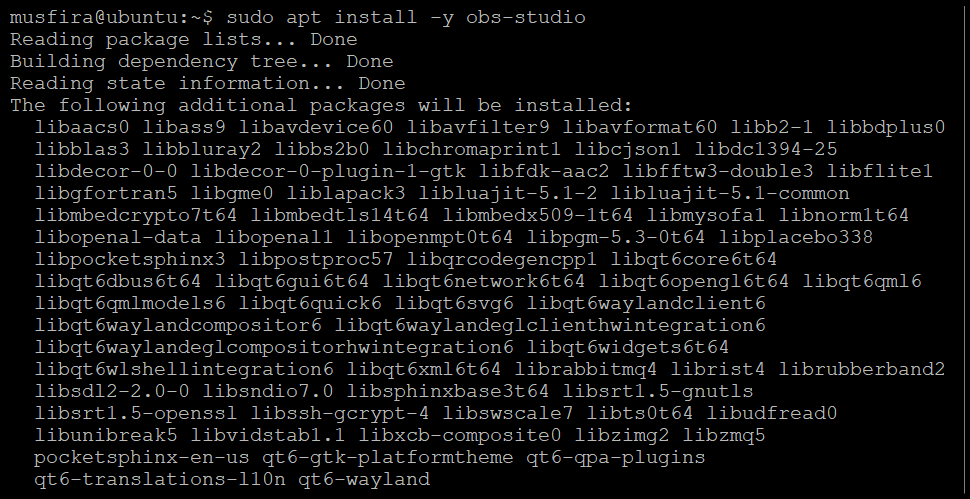 musfira@ubuntu:~$ sudo apt install -y obs-studio
Reading package lists... Done
Building dependency tree... Done
Reading state information... Done
The following additional packages will be installed:
libaacs0 libass9 libavdevice60 libavfilter9 libavformat60 libb2-1 libbdplus0
libblas3 libbluray2 libbs2b0 libchromaprint1 libcjson1 libdc1394-25
libdecor-0-0 libdecor-0-plugin-1-gtk libfdk-aac2 libfftw3-double3 libflite1
libgfortran5 libgme0 liblapack3 libluajit-5.1-2 libluajit-5.1-common
libmbedcrypto7t64 libmbedtls14t64 libmbedx509-1t64 libmysofa1 libnorm1t64
libopenal-data libopenal1 libopenmpt0t64 libpgm-5.3-0t64 libplacebo338
libpocketsphinx3 libpostproc57 libqrcodegencpp1 libqt6core6t64
libqt6dbus6t64 libqt6gui6t64 libqt6network6t64 libqt6opengl6t64 libqt6qml6
libqt6qmlmodels6 libqt6quick6 libqt6svg6 libqt6waylandclient6
libqt6waylandcompositor6 libqt6waylandeglclienthwintegration6
libqt6waylandeglcompositorhwintegration6 libqt6widgets6t64
libqt6wlshellintegration6 libqt6xml6t64 librabbitmq4 librist4 librubberband2
libsdl2-2.0-0 libsndio7.0 libsphinxbase3t64 libsrt1.5-gnutls
libsrt1.5-openssl libssh-gcrypt-4 libswscale7 libts0t64 libudfread0
libunibreak5 libvidstab1.1 libxcb-composite0 libzimg2 libzmq5
pocketsphinx-en-us qt6-gtk-platformtheme qt6-qpa-plugins
qt6-translations-l10n qt6-wayland